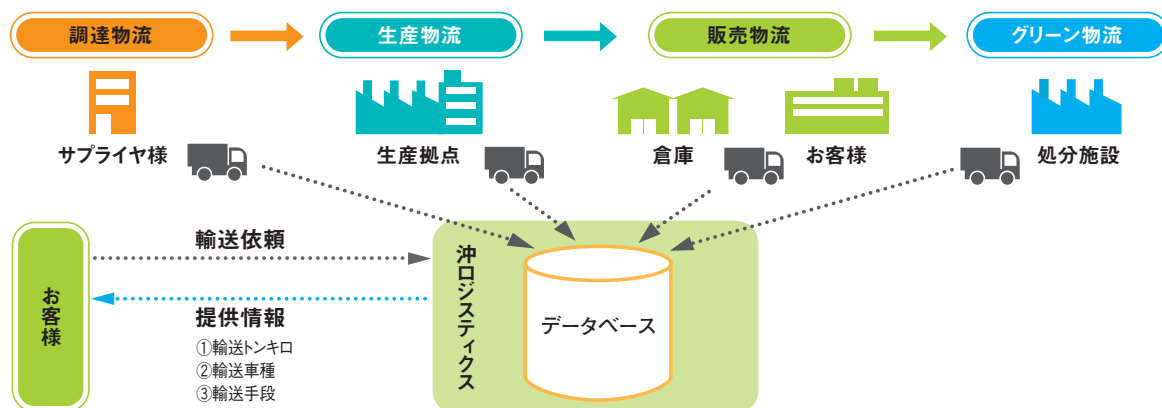 調達物流
生産物流
販売物流
グリーン物流
サプライヤ様
生産拠点
倉庫
お客様
処分施設
お客様
輸送依頼
提供情報
①輸送トンキロ
②輸送車種
③輸送手段
沖ロジスティクス
データベース